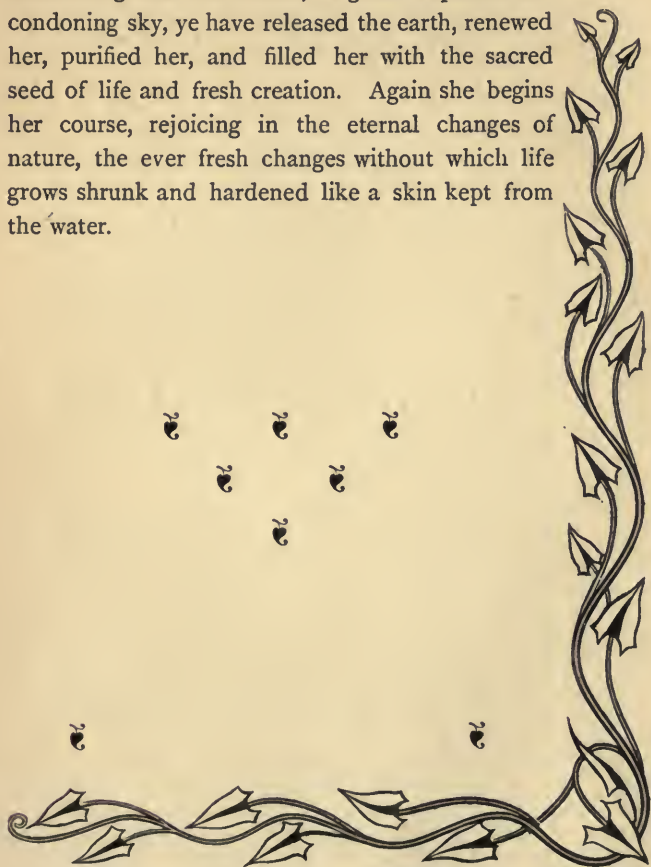 condoning sky, ye have released the earth, renewed
her, purified her, and filled her with the sacred
seed of life and fresh creation. Again she begins
her course, rejoicing in the eternal changes of
nature, the ever fresh changes without which life
grows shrunk and hardened like a skin kept from
the water.